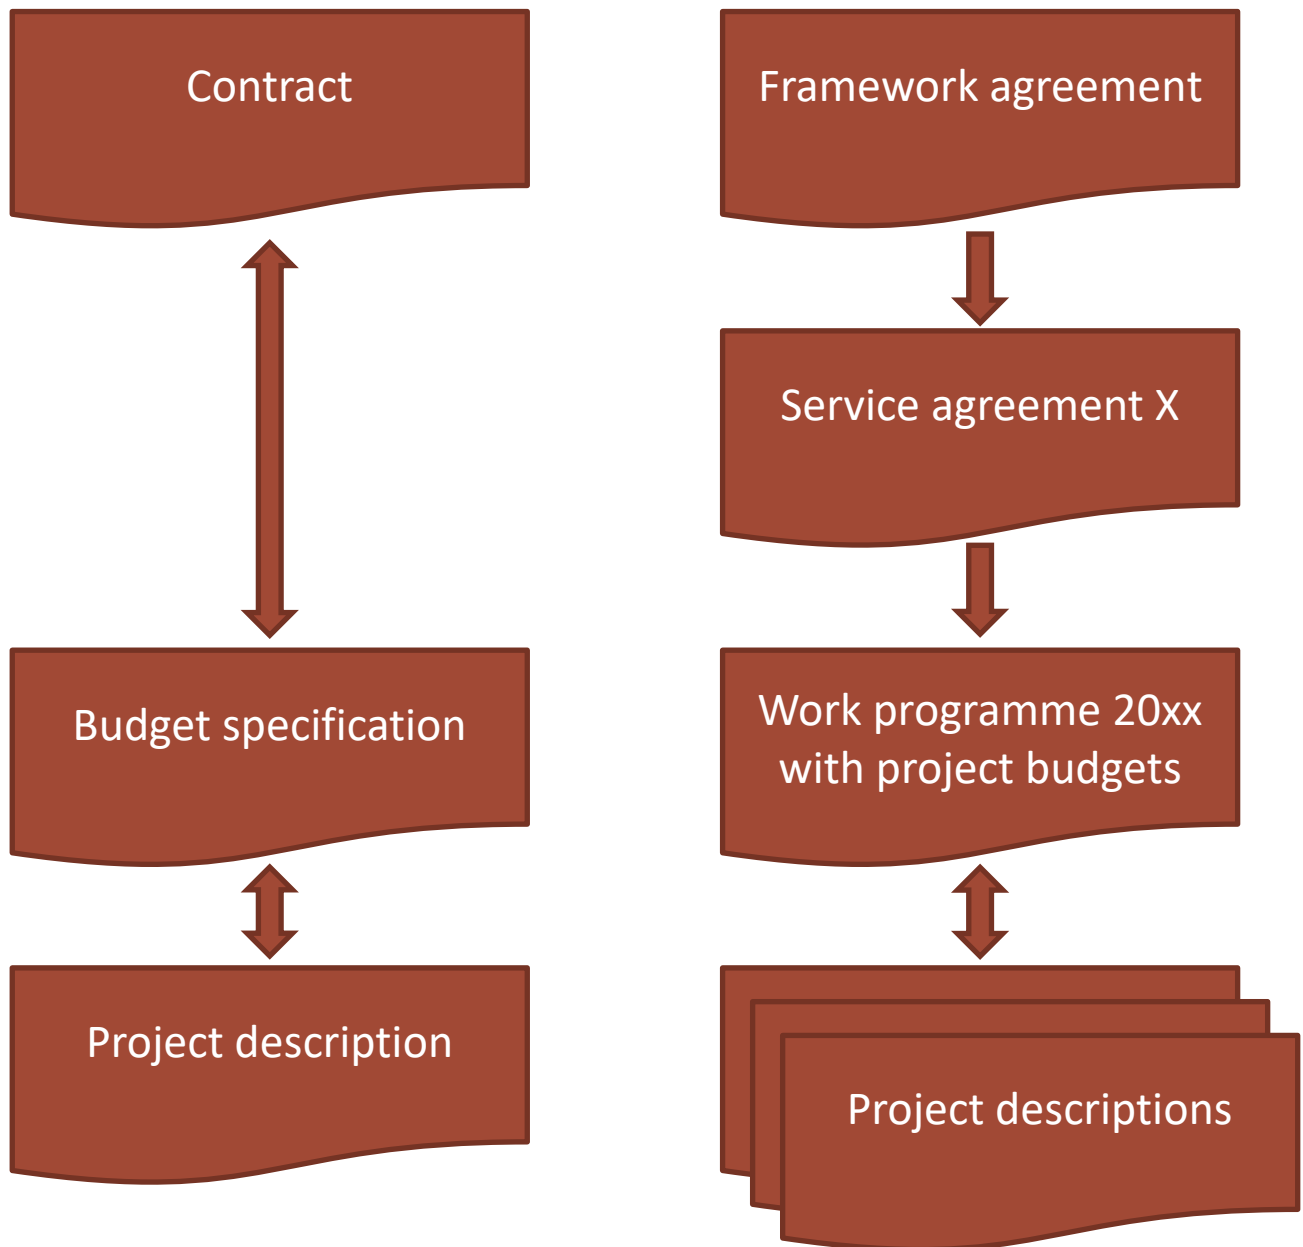 Contract
Framework agreement
Service agreement X
Budget specification
Work programme 20xx
with project budgets
Project description
Project descriptions